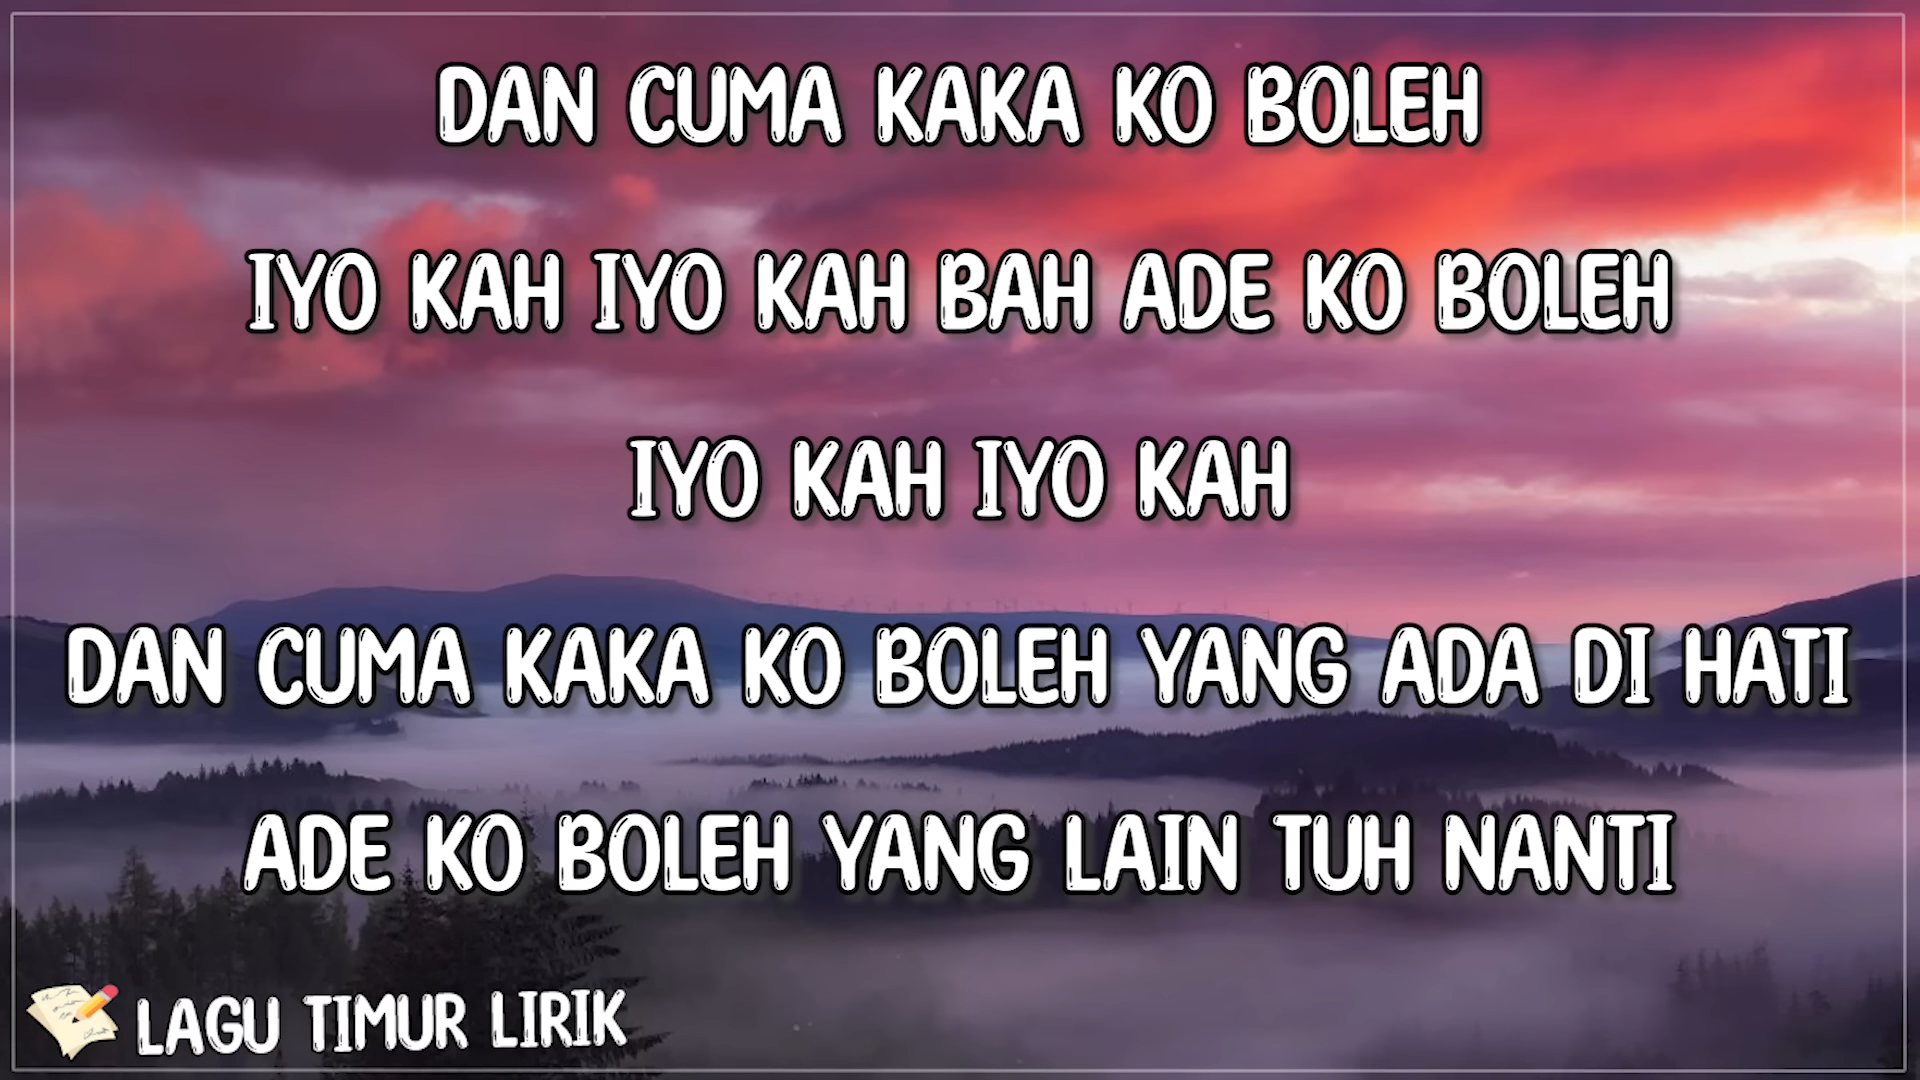 DAN CUMA KAKA KO BOLEH
IYO KAH IYO KAH BAH ADE KO BOLEH
IYO KAH IYO KAH
DAN CUMA KAKA KO BOLEH YANG ADA DI HATI
ADE KO BOLEH YANG LAIN TUH NANTI
LAGU TIMUR LIRIK